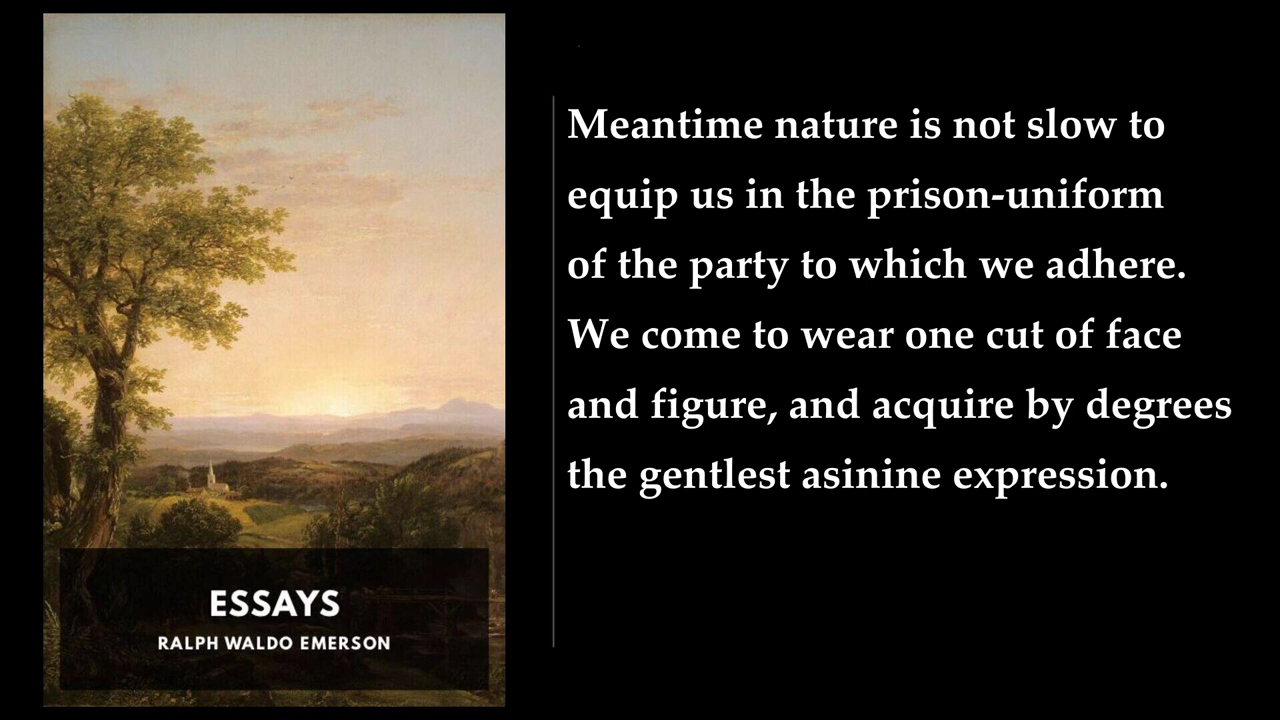 ESSAYS
RALPH WALDO EMERSON
Meantime nature is not slow to
equip us in the prison-uniform
of the party to which we adhere.
We come to wear one cut of face
and figure, and acquire by degrees
the gentlest asinine expression.